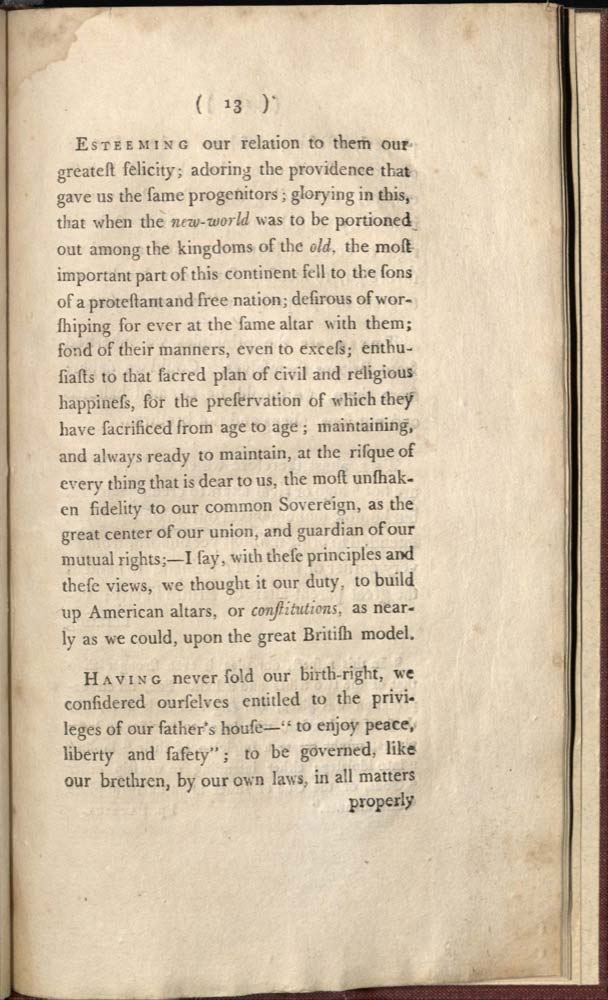 ( 13 )
ESTEEMING our relation to them our
greateſt felicity; adoring the providence that
gave us the ſame progenitors; glorying in this,
that when the new-world was to be portioned
out among the kingdoms of the old, the moſt
important part of this continent fell to the ſons
of a proteſtant and free nation; deſirous of wor-
ſhiping for ever at the ſame altar with them;
fond of their manners, even to exceſs; enthu-
ſiaſts to that ſacred plan of civil and religious
happineſs, for the preſervation of which they
have ſacrificed from age to age; maintaining,
and always ready to maintain, at the riſque of
every thing that is dear to us, the moſt unſhak-
en fidelity to our common Sovereign, as the
great center of our union, and guardian of our
mutual rights;—I ſay, with theſe principles and
theſe views, we thought it our duty, to build
up American altars, or conſtitutions, as near-
ly as we could, upon the great Britiſh model.
HAVING never ſold our birth-right, we
conſidered ourſelves entitled to the privi-
leges of our father's houſe—“ to enjoy peace,
liberty and ſafety”; to be governed, like
our brethren, by our own laws, in all matters
properly